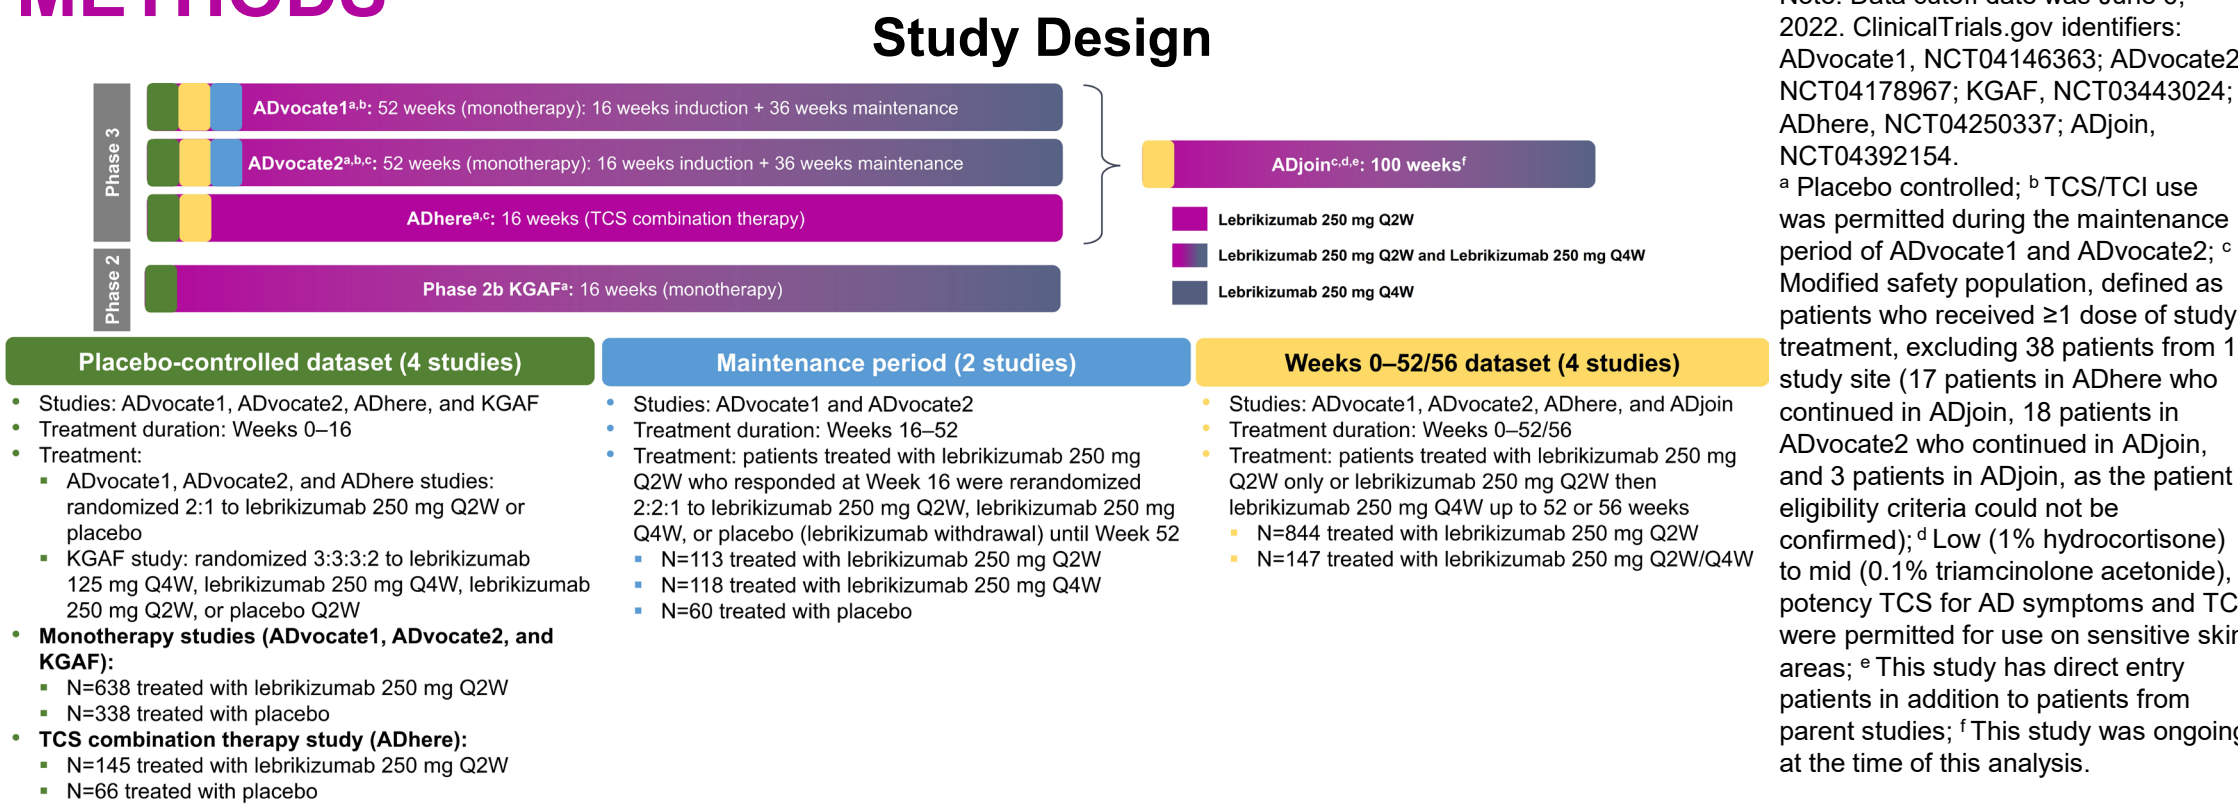 METHODS
Study Design
Phase 3
ADvocate1a,b: 52 weeks (monotherapy): 16 weeks induction + 36 weeks maintenance
ADvocate2a,b,c: 52 weeks (monotherapy): 16 weeks induction + 36 weeks maintenance
ADherea,c: 16 weeks (TCS combination therapy)
Phase 2
Phase 2b KGAFa: 16 weeks (monotherapy)
ADjoinc,d,e: 100 weeksf
Lebrikizumab 250 mg Q2W
Lebrikizumab 250 mg Q2W and Lebrikizumab 250 mg Q4W
Lebrikizumab 250 mg Q4W
Placebo-controlled dataset (4 studies)
• Studies: ADvocate1, ADvocate2, ADhere, and KGAF
• Treatment duration: Weeks 0–16
• Treatment:
▪ ADvocate1, ADvocate2, and ADhere studies:
randomized 2:1 to lebrikizumab 250 mg Q2W or
placebo
▪ KGAF study: randomized 3:3:3:2 to lebrikizumab
125 mg Q4W, lebrikizumab 250 mg Q4W, lebrikizumab
250 mg Q2W, or placebo Q2W
• Monotherapy studies (ADvocate1, ADvocate2, and
KGAF):
▪ N=638 treated with lebrikizumab 250 mg Q2W
▪ N=338 treated with placebo
• TCS combination therapy study (ADhere):
▪ N=145 treated with lebrikizumab 250 mg Q2W
▪ N=66 treated with placebo
Maintenance period (2 studies)
• Studies: ADvocate1 and ADvocate2
• Treatment duration: Weeks 16–52
• Treatment: patients treated with lebrikizumab 250 mg
Q2W who responded at Week 16 were rerandomized
2:2:1 to lebrikizumab 250 mg Q2W, lebrikizumab 250 mg
Q4W, or placebo (lebrikizumab withdrawal) until Week 52
▪ N=113 treated with lebrikizumab 250 mg Q2W
▪ N=118 treated with lebrikizumab 250 mg Q4W
▪ N=60 treated with placebo
Weeks 0–52/56 dataset (4 studies)
• Studies: ADvocate1, ADvocate2, ADhere, and ADjoin
• Treatment duration: Weeks 0–52/56
• Treatment: patients treated with lebrikizumab 250 mg
Q2W only or lebrikizumab 250 mg Q2W then
lebrikizumab 250 mg Q4W up to 52 or 56 weeks
▪ N=844 treated with lebrikizumab 250 mg Q2W
▪ N=147 treated with lebrikizumab 250 mg Q2W/Q4W
Note: Data cutoff date was June
2022. ClinicalTrials.gov identifiers:
ADvocate1, NCT04146363; ADvocate2
NCT04178967; KGAF, NCT03443024;
ADhere, NCT04250337; ADjoin,
NCT04392154.
a Placebo controlled; b TCS/TCI use
was permitted during the maintenance
period of ADvocate1 and ADvocate2; c
Modified safety population, defined as
patients who received ≥1 dose of study
treatment, excluding 38 patients from 1
study site (17 patients in ADhere who
continued in ADjoin, 18 patients in
ADvocate2 who continued in ADjoin,
and 3 patients in ADjoin, as the patient
eligibility criteria could not be
confirmed); d Low (1% hydrocortisone)
to mid (0.1% triamcinolone acetonide),
potency TCS for AD symptoms and
were permitted for use on sensitive skin
areas; e This study has direct entry
patients in addition to patients from
parent studies; f This study was ongoing
at the time of this analysis.